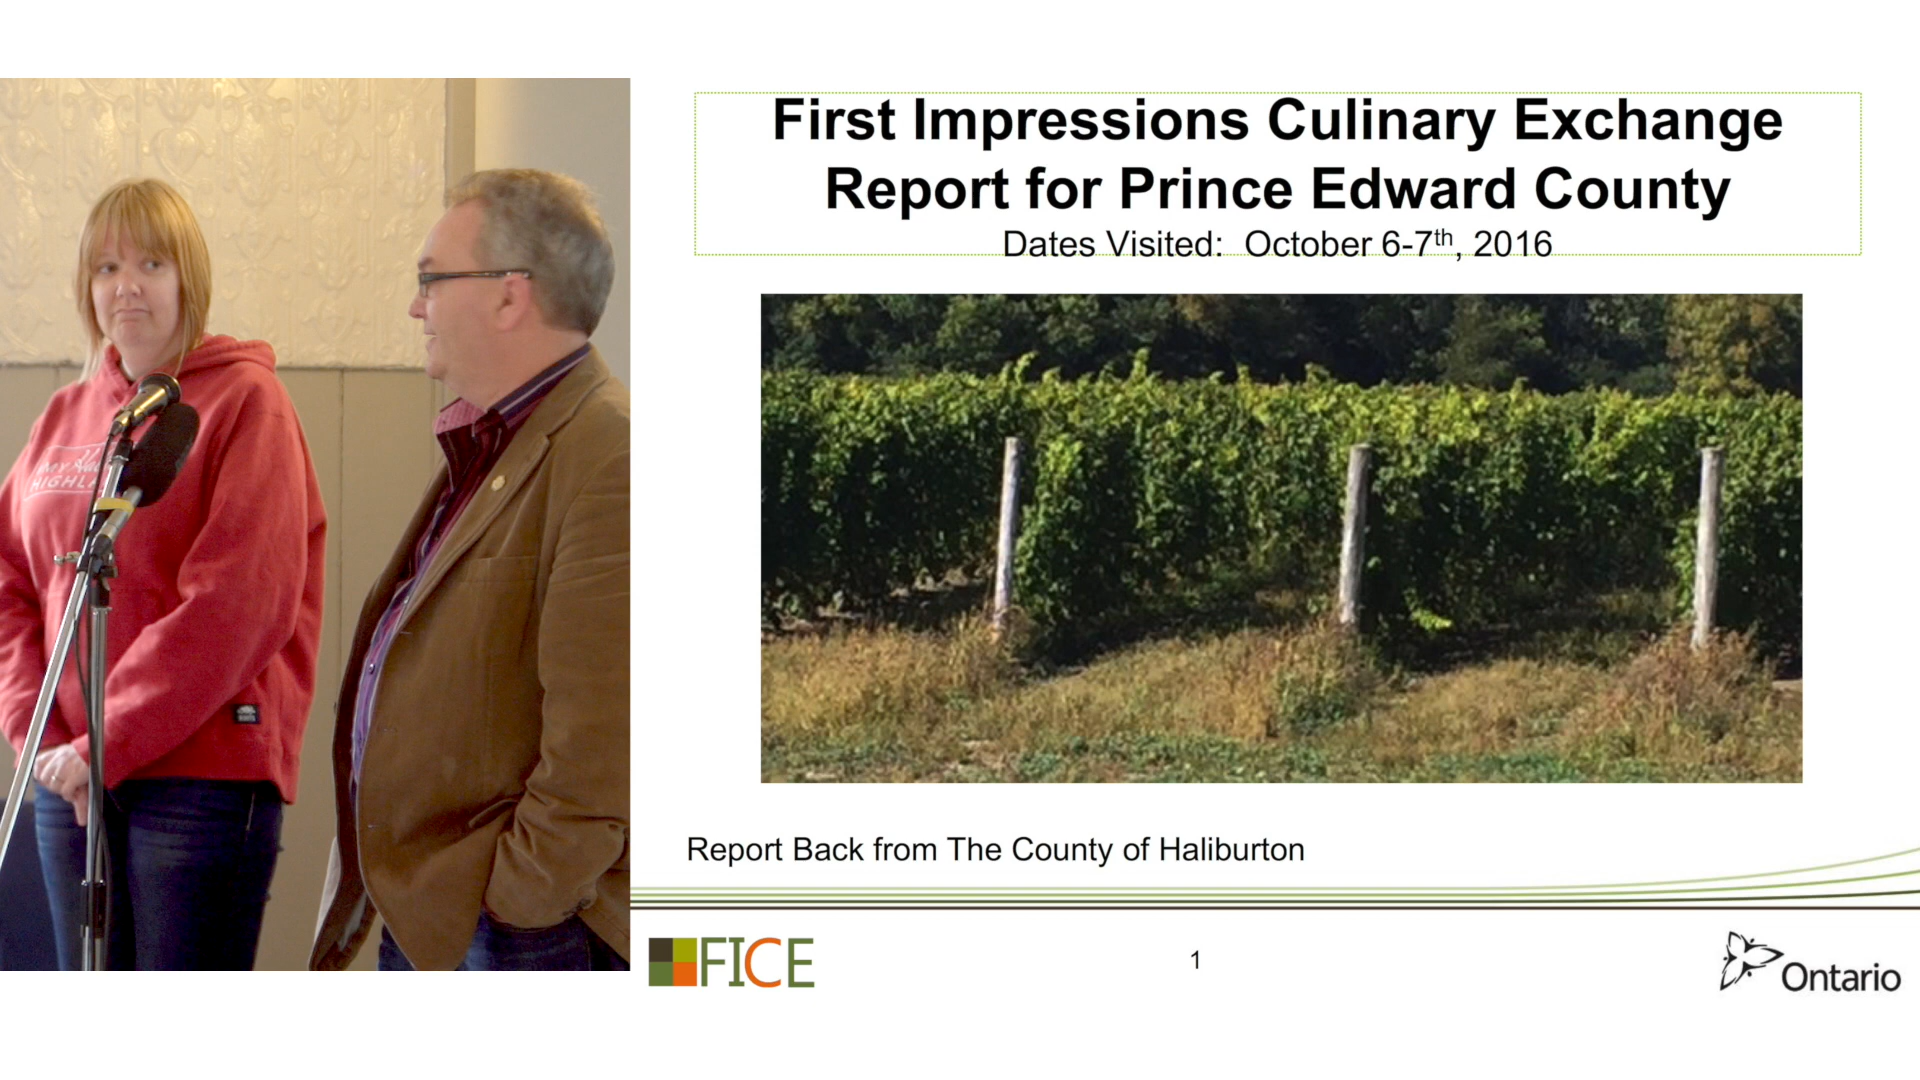 First Impressions Culinary Exchange
Report for Prince Edward County
Dates Visited: October 6-7th, 2016
Report Back from The County of Haliburton
FICE
1
Ontario